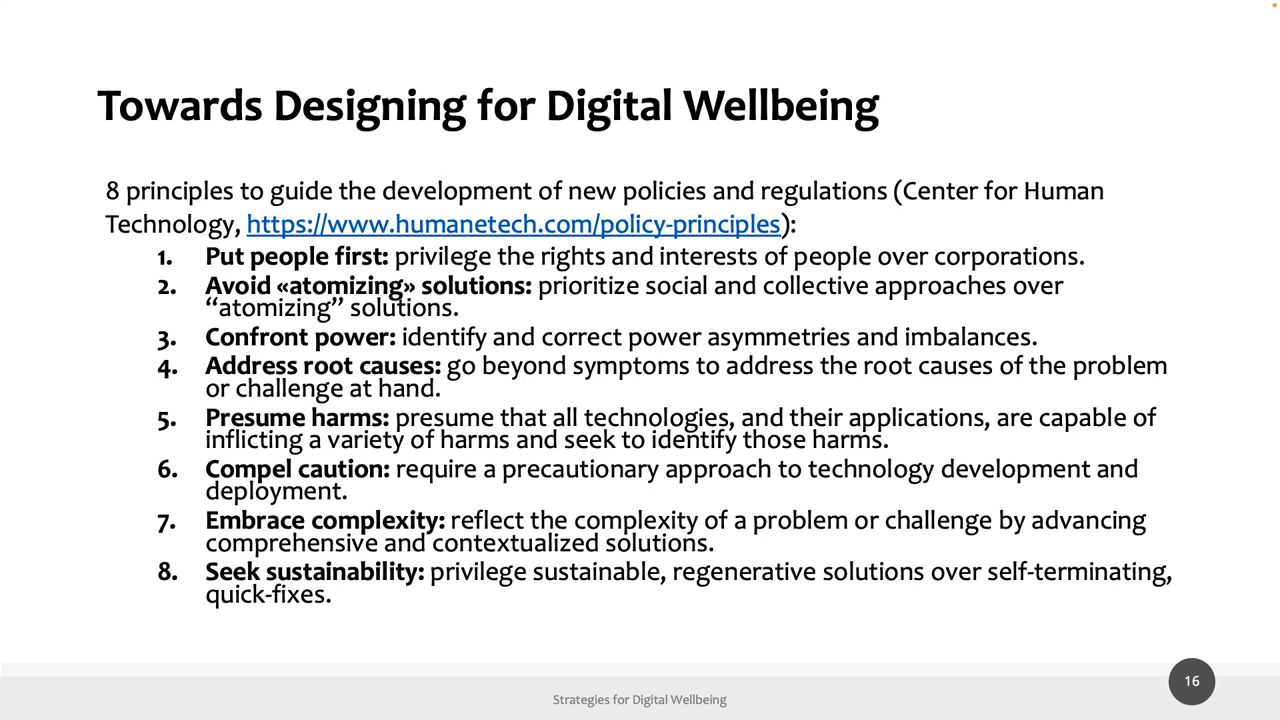 Towards Designing for Digital Wellbeing
8 principles to guide the development of new policies and regulations (Center for Human
Technology, https://www.humanetech.com/policy-principles):
1. Put people first: privilege the rights and interests of people over corporations.
2. Avoid «atomizing» solutions: prioritize social and collective approaches over
“atomizing” solutions.
3. Confront power: identify and correct power asymmetries and imbalances.
4. Address root causes: go beyond symptoms to address the root causes of the problem
or challenge at hand.
5. Presume harms: presume that all technologies, and their applications, are capable of
inflicting a variety of harms and seek to identify those harms.
6. Compel caution: require a precautionary approach to technology development and
deployment.
7. Embrace complexity: reflect the complexity of a problem or challenge by advancing
comprehensive and contextualized solutions.
8. Seek sustainability: privilege sustainable, regenerative solutions over self-terminating,
quick-fixes.
16
Strategies for Digital Wellbeing